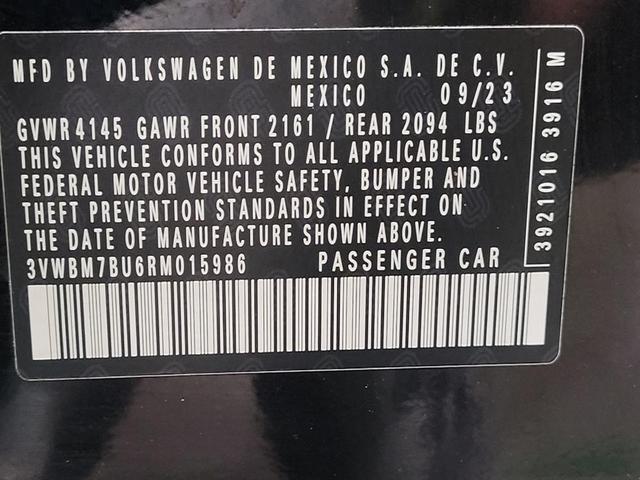 MFD BY VOLKSWAGEN DE MEXICO S.A. DE C.V.
MEXICO 09/23
GVWR 4145 GAWR FRONT 2161 / REAR 2094 LBS
THIS VEHICLE CONFORMS TO ALL APPLICABLE U.S.
FEDERAL MOTOR VEHICLE SAFETY, BUMPER AND
THEFT PREVENTION STANDARDS IN EFFECT ON
THE DATE OF MANUFACTURE SHOWN ABOVE.
3VWBM7BU6RM015986 PASSENGER CAR
3921016 3916 M